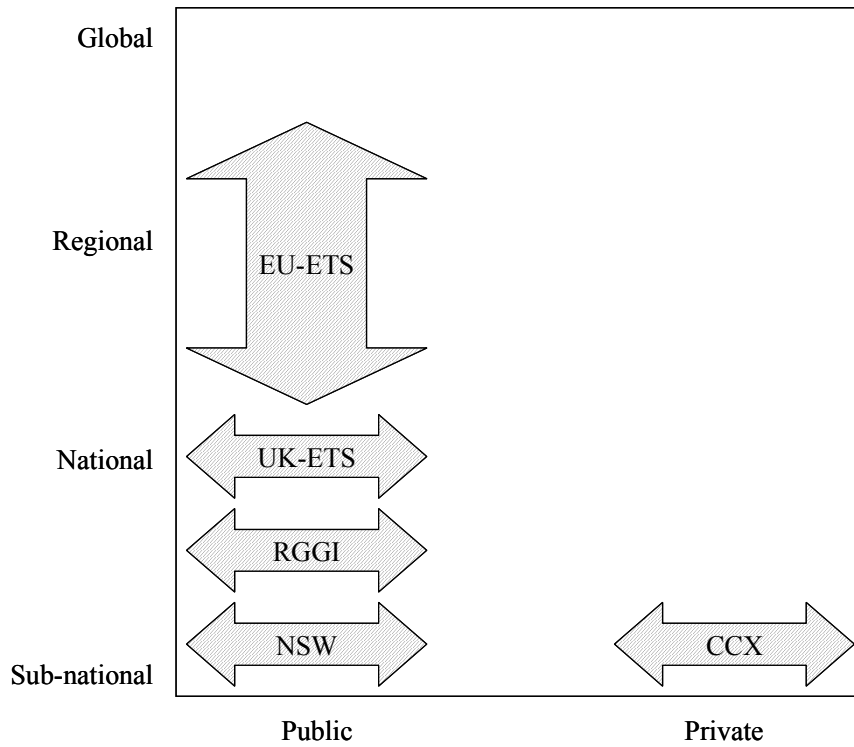 Global
Regional
EU-ETS
National
UK-ETS
RGGI
NSW
CCX
Sub-national
Public
Private